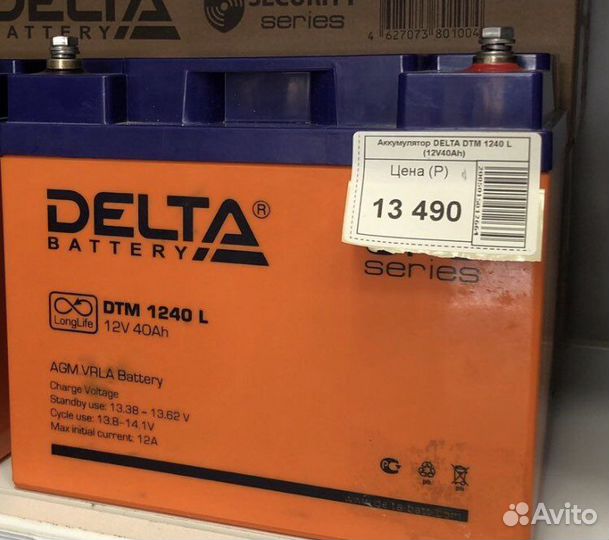 DELTA
BATTERY
SECURITY
series
4 627073 801004
Аккумулятор DELTA DTM 1240 L
(12V40Ah)
Цена (Р)
13 490
DELTA®
BATTERY
series
LongLife
DTM 1240 L
12V 40Ah
AGM VRLA Battery
Charge Voltage
Standby use: 13.38 - 13.62 V
Cycle use: 13.8-14.1V
Max initial current: 12A
Pb
Avito